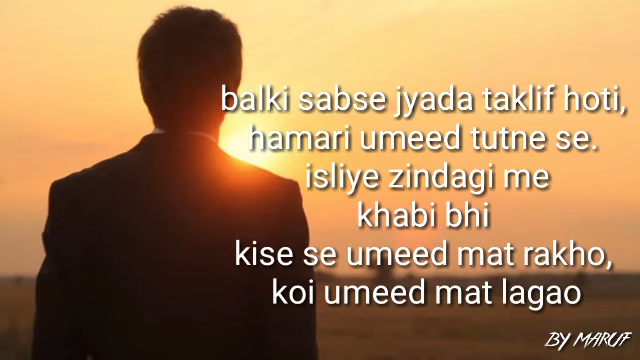 balki sabse jyada taklif hoti,
hamari umeed tutne se.
isliye zindagi me
khabi bhi
kise se umeed mat rakho,
koi umeed mat lagao
BY MARUF